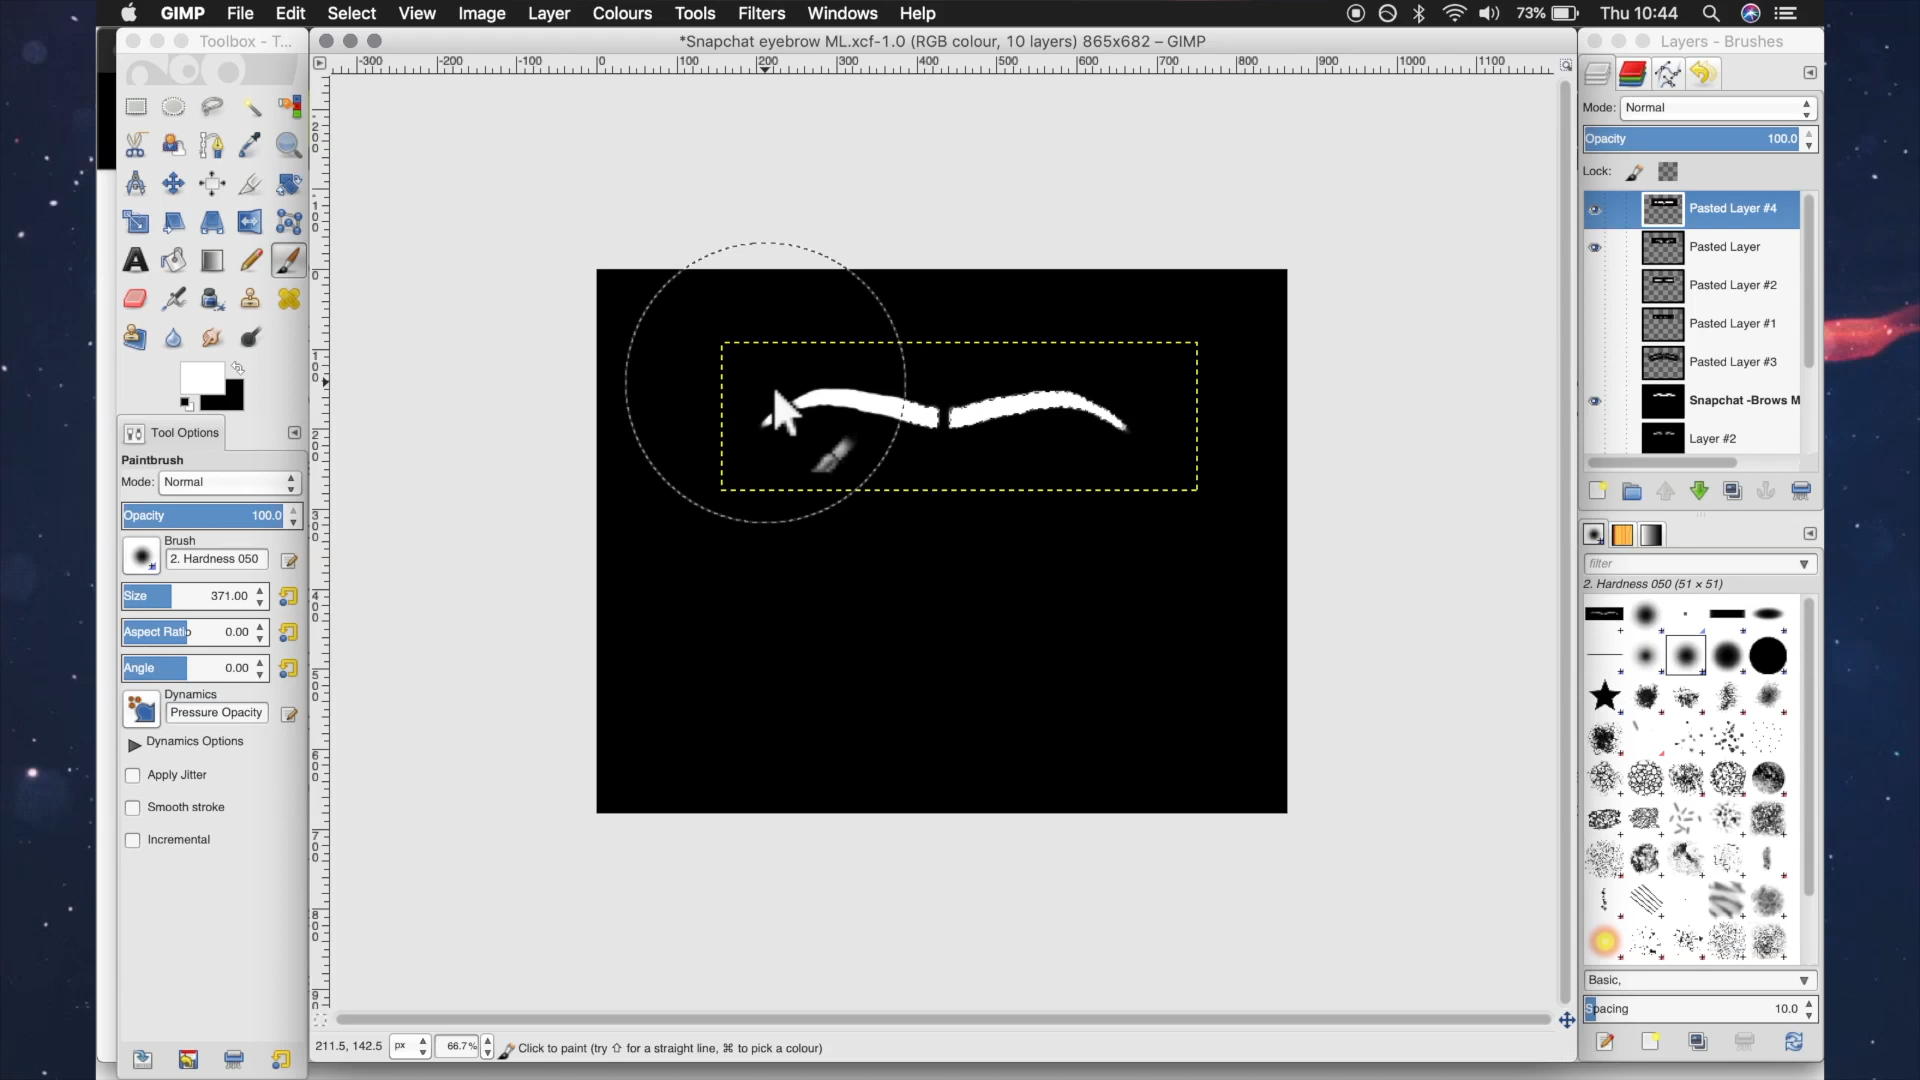 GIMP File Edit Select View Image Layer Colours Tools Filters Windows Help 73% Thu 10:44
Toolbox - T...
*Snapchat eyebrow ML.xcf-1.0 (RGB colour, 10 layers) 865x682 – GIMP
Layers - Brushes
-300 -200 -100 0 100 200 300 400 500 600 700 800 900 1000 1100
Mode: Normal
Opacity 100.0
Lock:
Pasted Layer #4
Pasted Layer
Pasted Layer #2
Pasted Layer #1
Pasted Layer #3
Snapchat -Brows M
Layer #2
Tool Options
Paintbrush
Mode: Normal
Opacity 100.0
Brush
2. Hardness 050
Size 371.00
Aspect Ratio 0.00
Angle 0.00
Dynamics
Pressure Opacity
Dynamics Options
Apply Jitter
Smooth stroke
Incremental
filter
2. Hardness 050 (51 × 51)
Basic,
Spacing 10.0
211.5, 142.5 px 66.7% Click to paint (try ⇧ for a straight line, ⌘ to pick a colour)